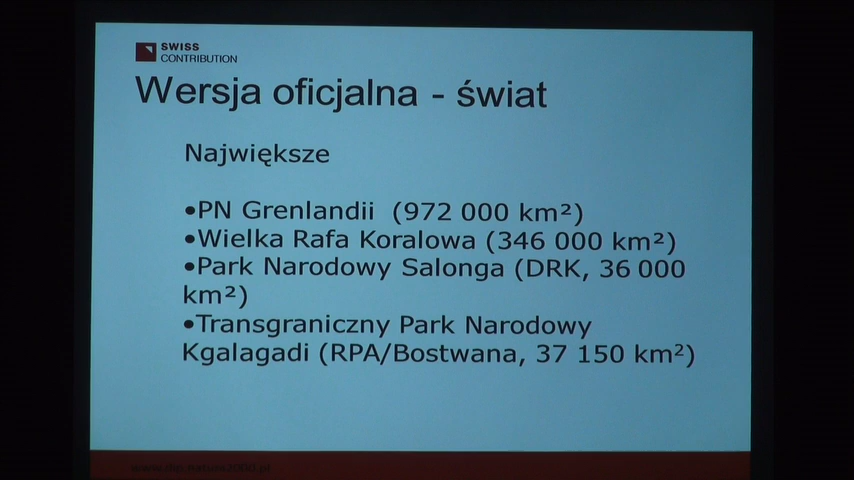 SWISS
CONTRIBUTION
Wersja oficjalna - świat
Największe
•PN Grenlandii (972 000 km²)
•Wielka Rafa Koralowa (346 000 km²)
•Park Narodowy Salonga (DRK, 36 000
km²)
•Transgraniczny Park Narodowy
Kgalagadi (RPA/Bostwana, 37 150 km²)